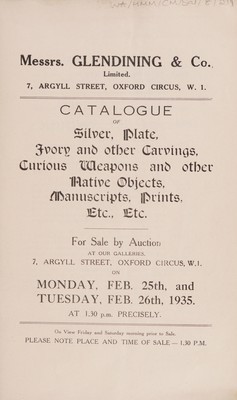 Messrs. GLENDINING & Co.
Limited.
7, ARGYLL STREET, OXFORD CIRCUS, W. 1.
CATALOGUE
OF
Silver, Plate,
Ivory and other Carvings,
Curious Weapons and other
Native Objects,
Manuscripts, Prints,
Etc., Etc.
For Sale by Auction
AT OUR GALLERIES,
7, ARGYLL STREET, OXFORD CIRCUS, W.1.
ON
MONDAY, FEB. 25th, and
TUESDAY, FEB. 26th, 1935.
AT 1.30 p.m. PRECISELY.
On View Friday and Saturday morning prior to Sale.
PLEASE NOTE PLACE AND TIME OF SALE — 1.30 P.M.